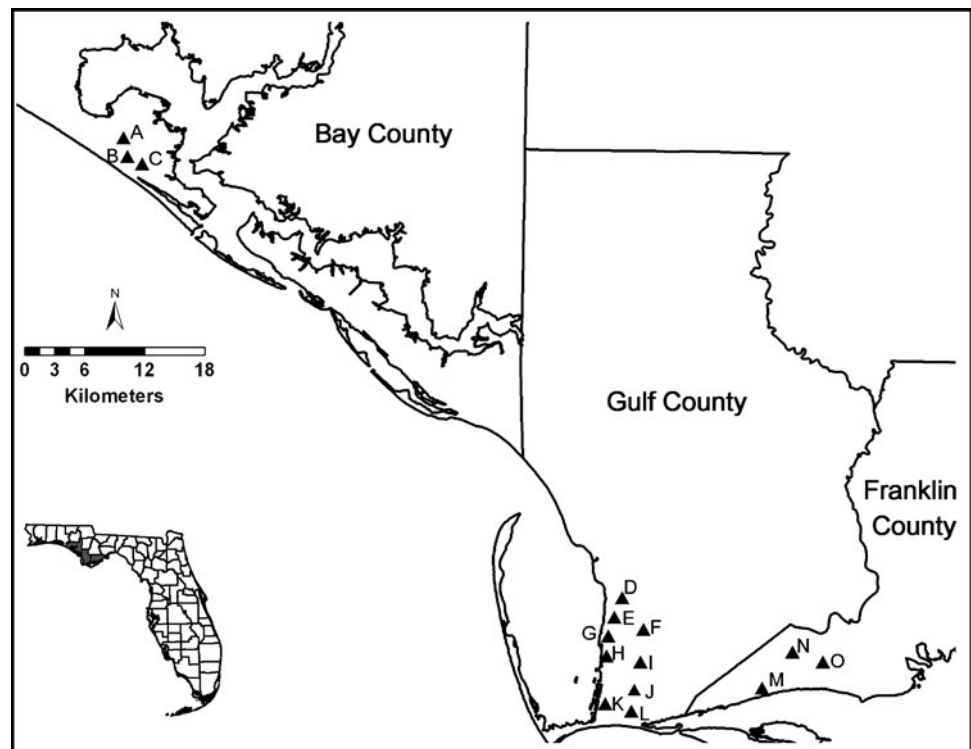 A
B
C
Bay County
N
0 3 6 12 18
Kilometers
Gulf County
Franklin
County
D
E
F
G
H
I
J
K
L
M
N
O